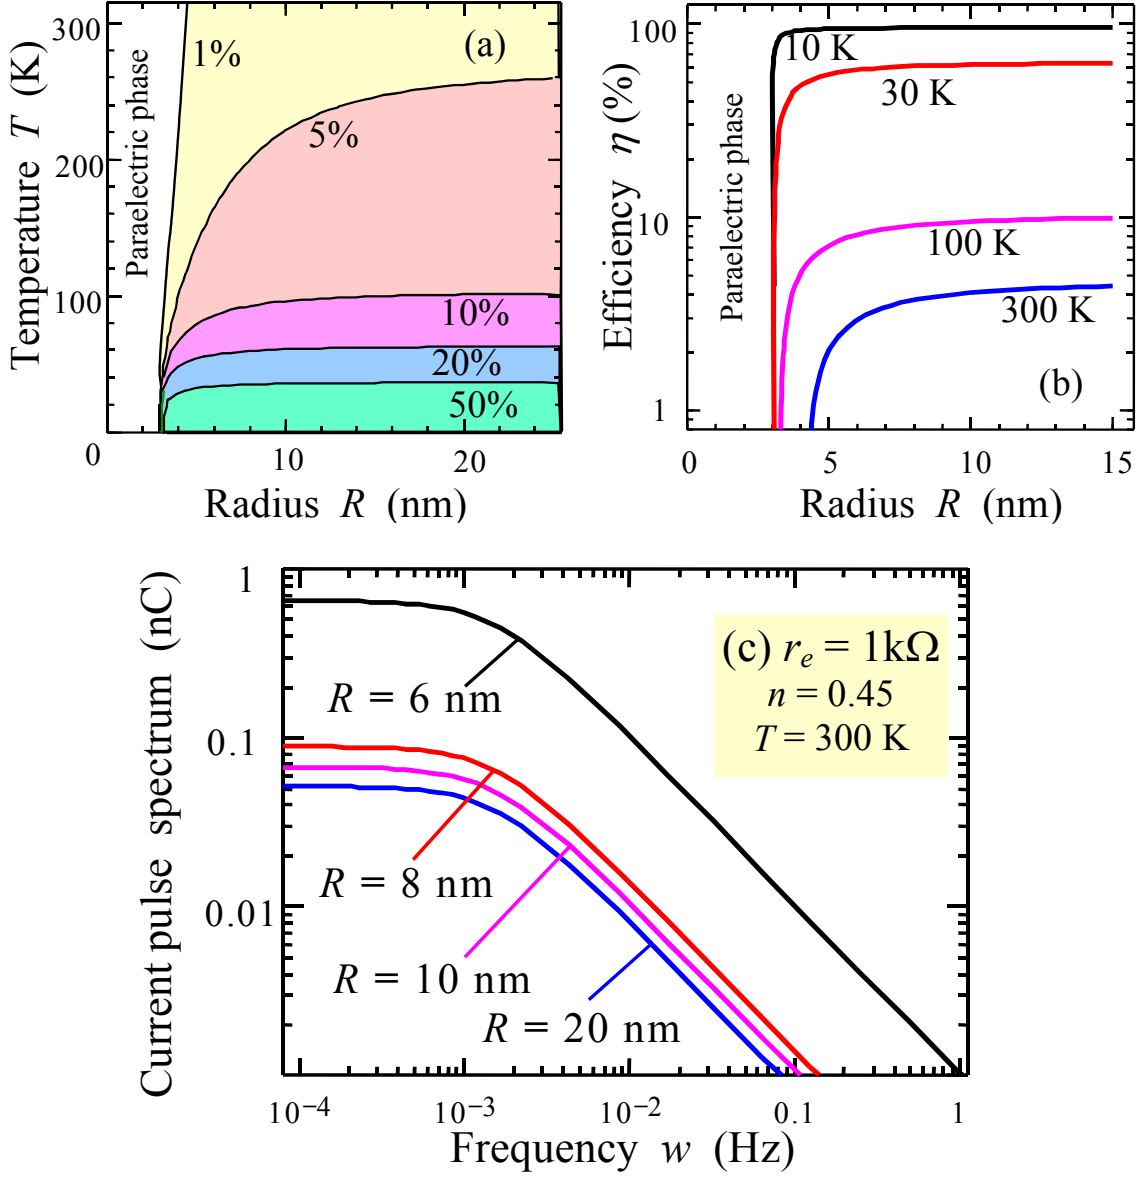 300
200
100
0
10
20
Temperature T (K)
Radius R (nm)
Paraelectric phase
1%
(a)
5%
10%
20%
50%
100
10
1
0
5
10
15
Efficiency η (%)
Radius R (nm)
Paraelectric phase
10 K
30 K
100 K
300 K
(b)
1
0.1
0.01
10⁻⁴
10⁻³
10⁻²
0.1
1
Current pulse spectrum (nC)
Frequency w (Hz)
(c) rₑ = 1kΩ
n = 0.45
T = 300 K
R = 6 nm
R = 8 nm
R = 10 nm
R = 20 nm